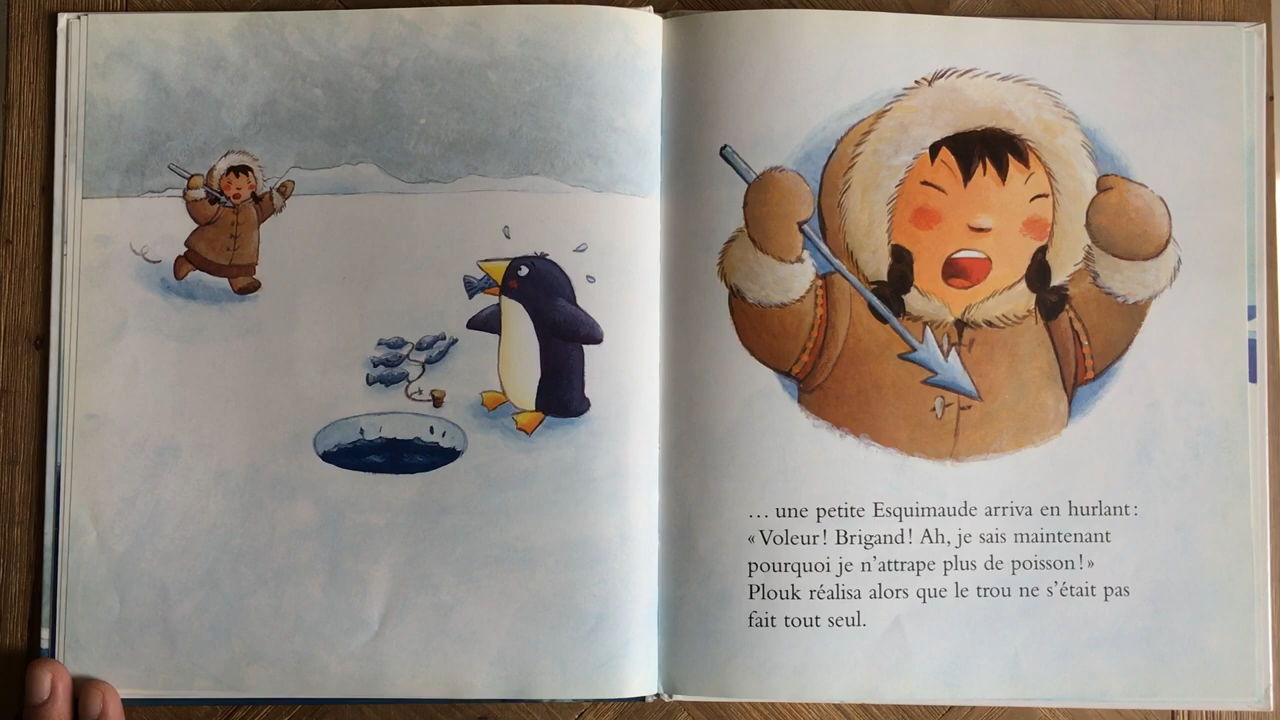 … une petite Esquimaude arriva en hurlant :
« Voleur ! Brigand ! Ah, je sais maintenant
pourquoi je n’attrape plus de poisson ! »
Plouk réalisa alors que le trou ne s’était pas
fait tout seul.